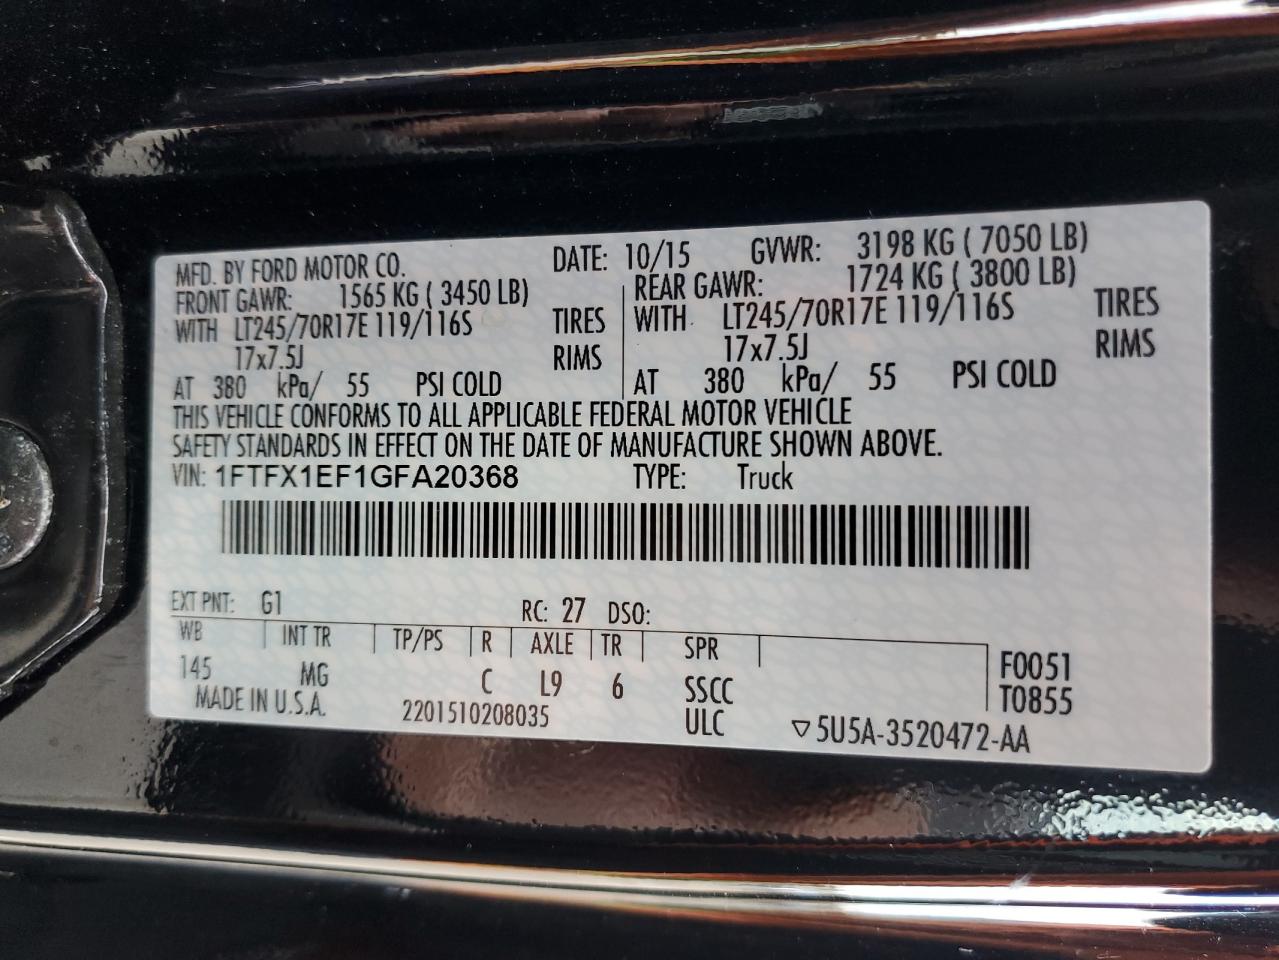 MFD. BY FORD MOTOR CO. DATE: 10/15 GVWR: 3198 KG ( 7050 LB)
FRONT GAWR: 1565 KG ( 3450 LB) REAR GAWR: 1724 KG ( 3800 LB)
WITH LT245/70R17E 119/116S TIRES WITH LT245/70R17E 119/116S TIRES
17x7.5J RIMS 17x7.5J RIMS
AT 380 kPa/ 55 PSI COLD AT 380 kPa/ 55 PSI COLD
THIS VEHICLE CONFORMS TO ALL APPLICABLE FEDERAL MOTOR VEHICLE
SAFETY STANDARDS IN EFFECT ON THE DATE OF MANUFACTURE SHOWN ABOVE.
VIN: 1FTFX1EF1GFA20368 TYPE: Truck
EXT PNT: G1 RC: 27 DSO:
WB INT TR TP/PS R AXLE TR SPR
145 MG C L9 6 SSCC F0051
MADE IN U.S.A. 2201510208035 ULC T0855
▽5U5A-3520472-AA